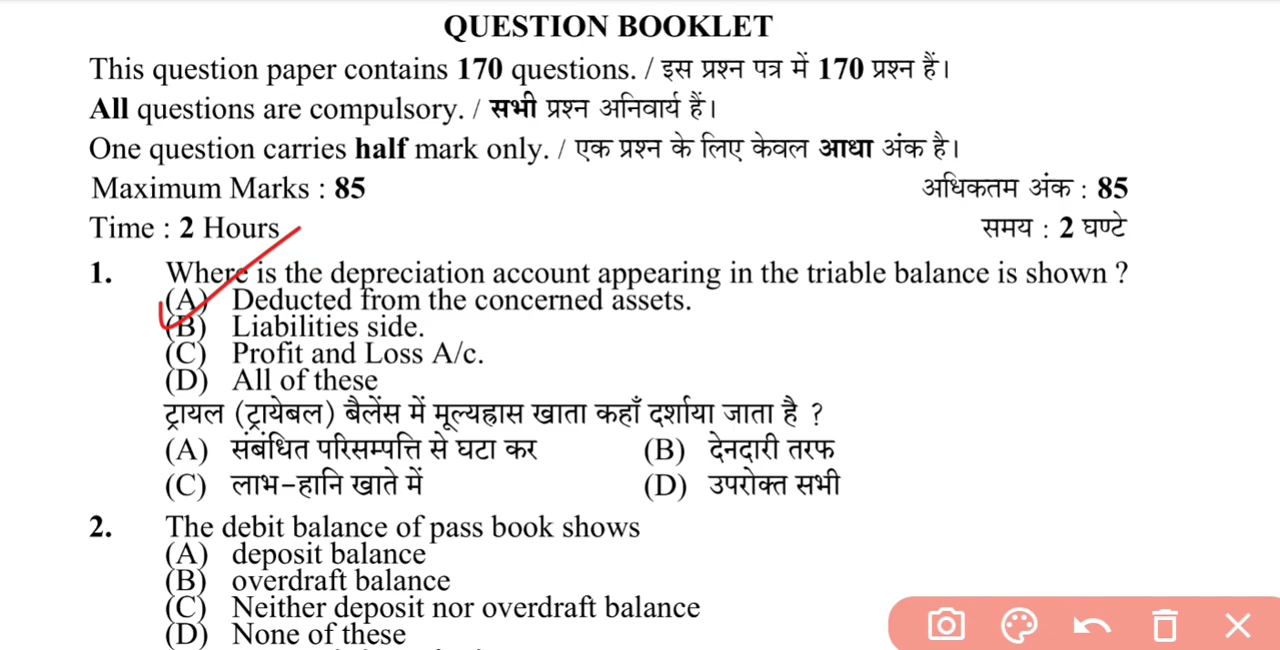 QUESTION BOOKLET
This question paper contains 170 questions. / इस प्रश्न पत्र में 170 प्रश्न हैं।
All questions are compulsory. / सभी प्रश्न अनिवार्य हैं।
One question carries half mark only. / एक प्रश्न के लिए केवल आधा अंक है।
Maximum Marks : 85 अधिकतम अंक : 85
Time : 2 Hours समय : 2 घण्टे
1. Where is the depreciation account appearing in the triable balance is shown ?
(A) Deducted from the concerned assets.
(B) Liabilities side.
(C) Profit and Loss A/c.
(D) All of these
ट्रायल (ट्रायेबल) बैलेंस में मूल्यह्रास खाता कहाँ दर्शाया जाता है ?
(A) संबंधित परिसम्पत्ति से घटा कर (B) देनदारी तरफ
(C) लाभ-हानि खाते में (D) उपरोक्त सभी
2. The debit balance of pass book shows
(A) deposit balance
(B) overdraft balance
(C) Neither deposit nor overdraft balance
(D) None of these